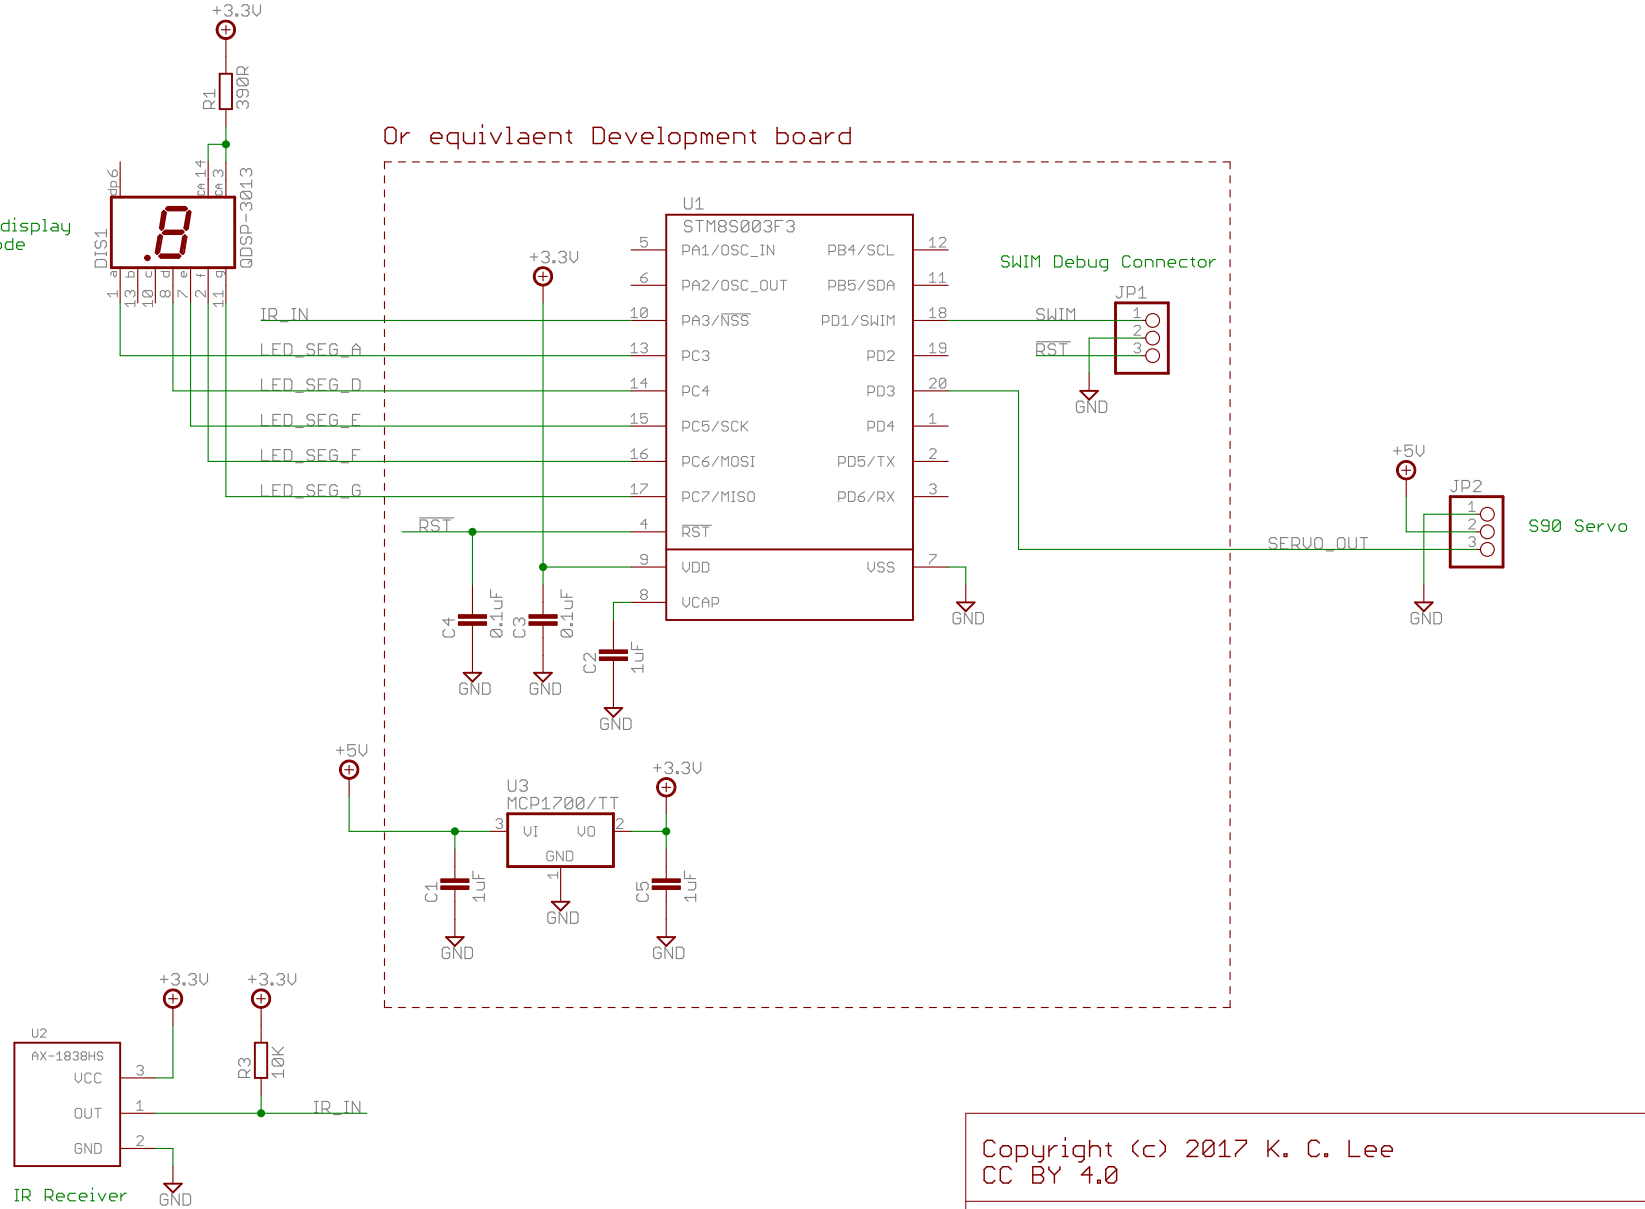 +3.3V
R1
390R
dp 6
CA 14
CA 3
display
ode
DIS1
QDSP-3013
a
b
c
d
e
f
g
1
13
10
8
7
2
11
Or equivlaent Development board
U1
STM8S003F3
5 PA1/OSC_IN PB4/SCL 12
6 PA2/OSC_OUT PB5/SDA 11
IR_IN 10 PA3/NSS PD1/SWIM 18
LED_SEG_A 13 PC3 PD2 19
LED_SEG_D 14 PC4 PD3 20
LED_SEG_E 15 PC5/SCK PD4 1
LED_SEG_F 16 PC6/MOSI PD5/TX 2
LED_SEG_G 17 PC7/MISO PD6/RX 3
RST 4 RST
9 VDD VSS 7
8 VCAP
+3.3V
GND
C4
0.1uF
GND
C3
0.1uF
GND
C2
1uF
GND
SWIM Debug Connector
JP1
SWIM 1
2
RST 3
GND
+5V
JP2
1
2
SERVO_OUT 3
S90 Servo
GND
+5V
U3
MCP1700/TT
3 VI VO 2
GND
1
+3.3V
C1
1uF
GND
GND
C5
1uF
GND
+3.3V
+3.3V
U2
AX-1838HS
VCC 3
OUT 1
GND 2
R3
10K
IR_IN
GND
IR Receiver
Copyright (c) 2017 K. C. Lee
CC BY 4.0